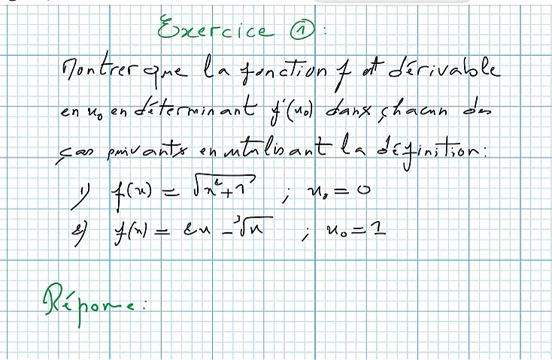 Exercice ①:
Montrer que la fonction f est dérivable
en x₀ en déterminant f'(x₀) dans chacun des
cas suivants en utilisant la définition:
1) f(x) = √(x²+1) ; x₀ = 0
2) f(x) = 2x - ³√x ; x₀ = 1
Réponse: